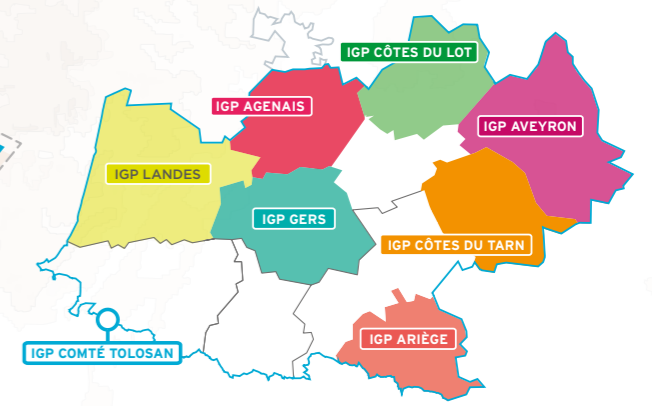 IGP CÔTES DU LOT
IGP AGENAIS
IGP AVEYRON
IGP LANDES
IGP GERS
IGP CÔTES DU TARN
IGP ARIÈGE
IGP COMTÉ TOLOSAN